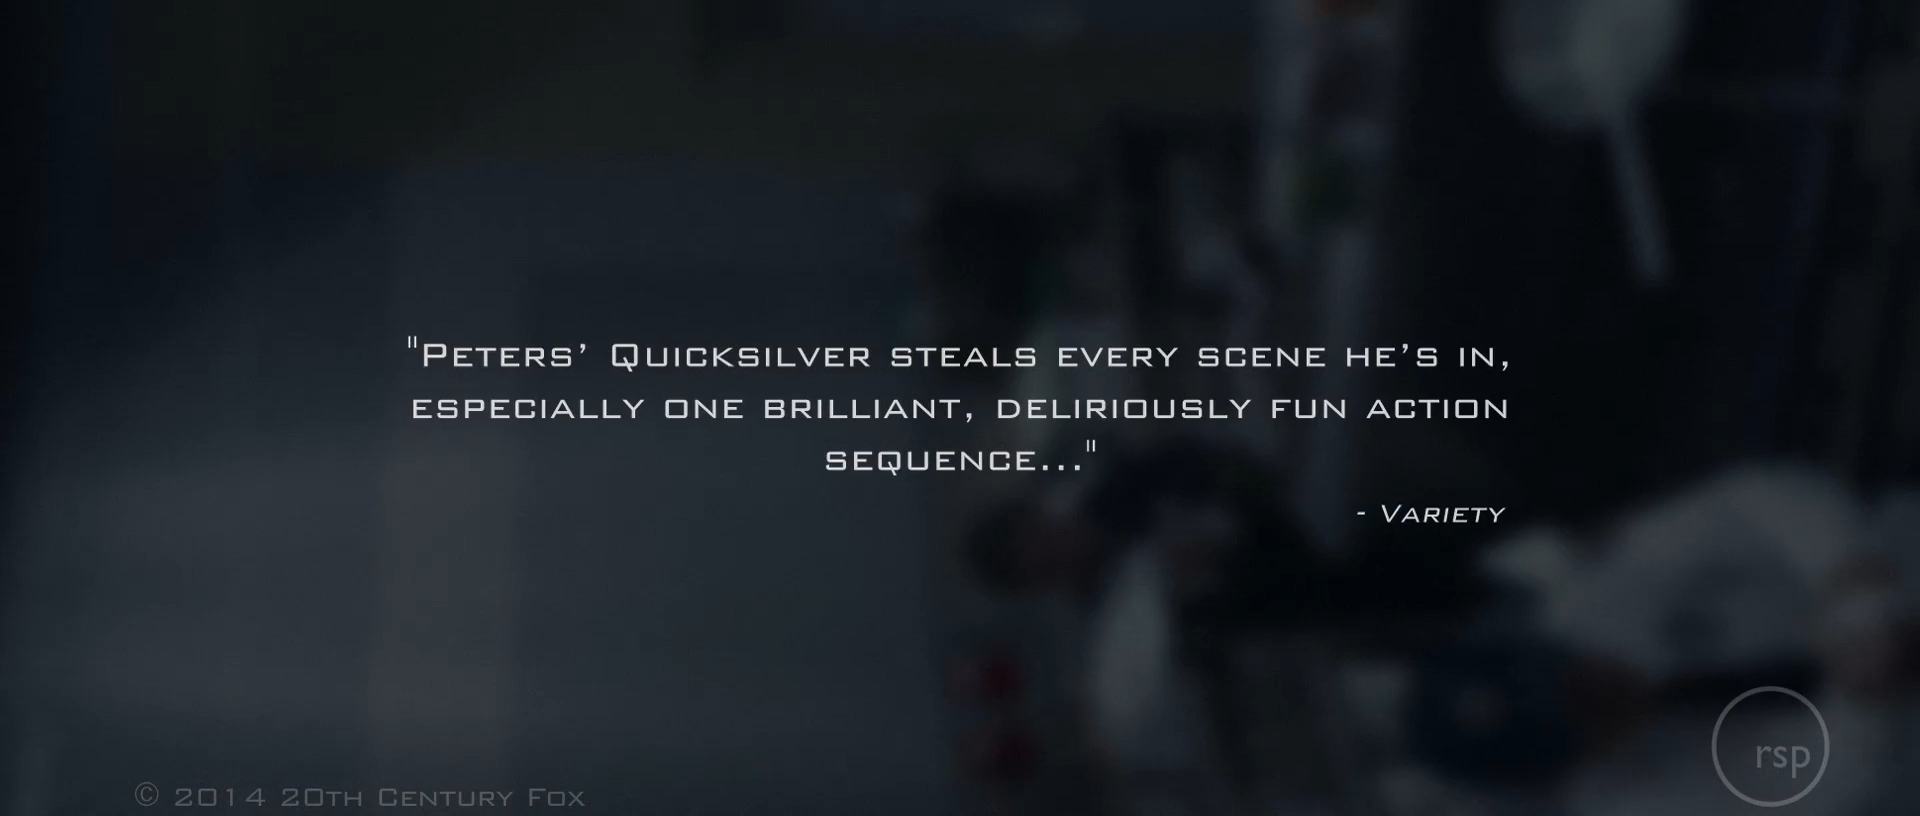 "Peters' Quicksilver steals every scene he's in,
especially one brilliant, deliriously fun action
sequence..."
- Variety
rsp
© 2014 20th Century Fox